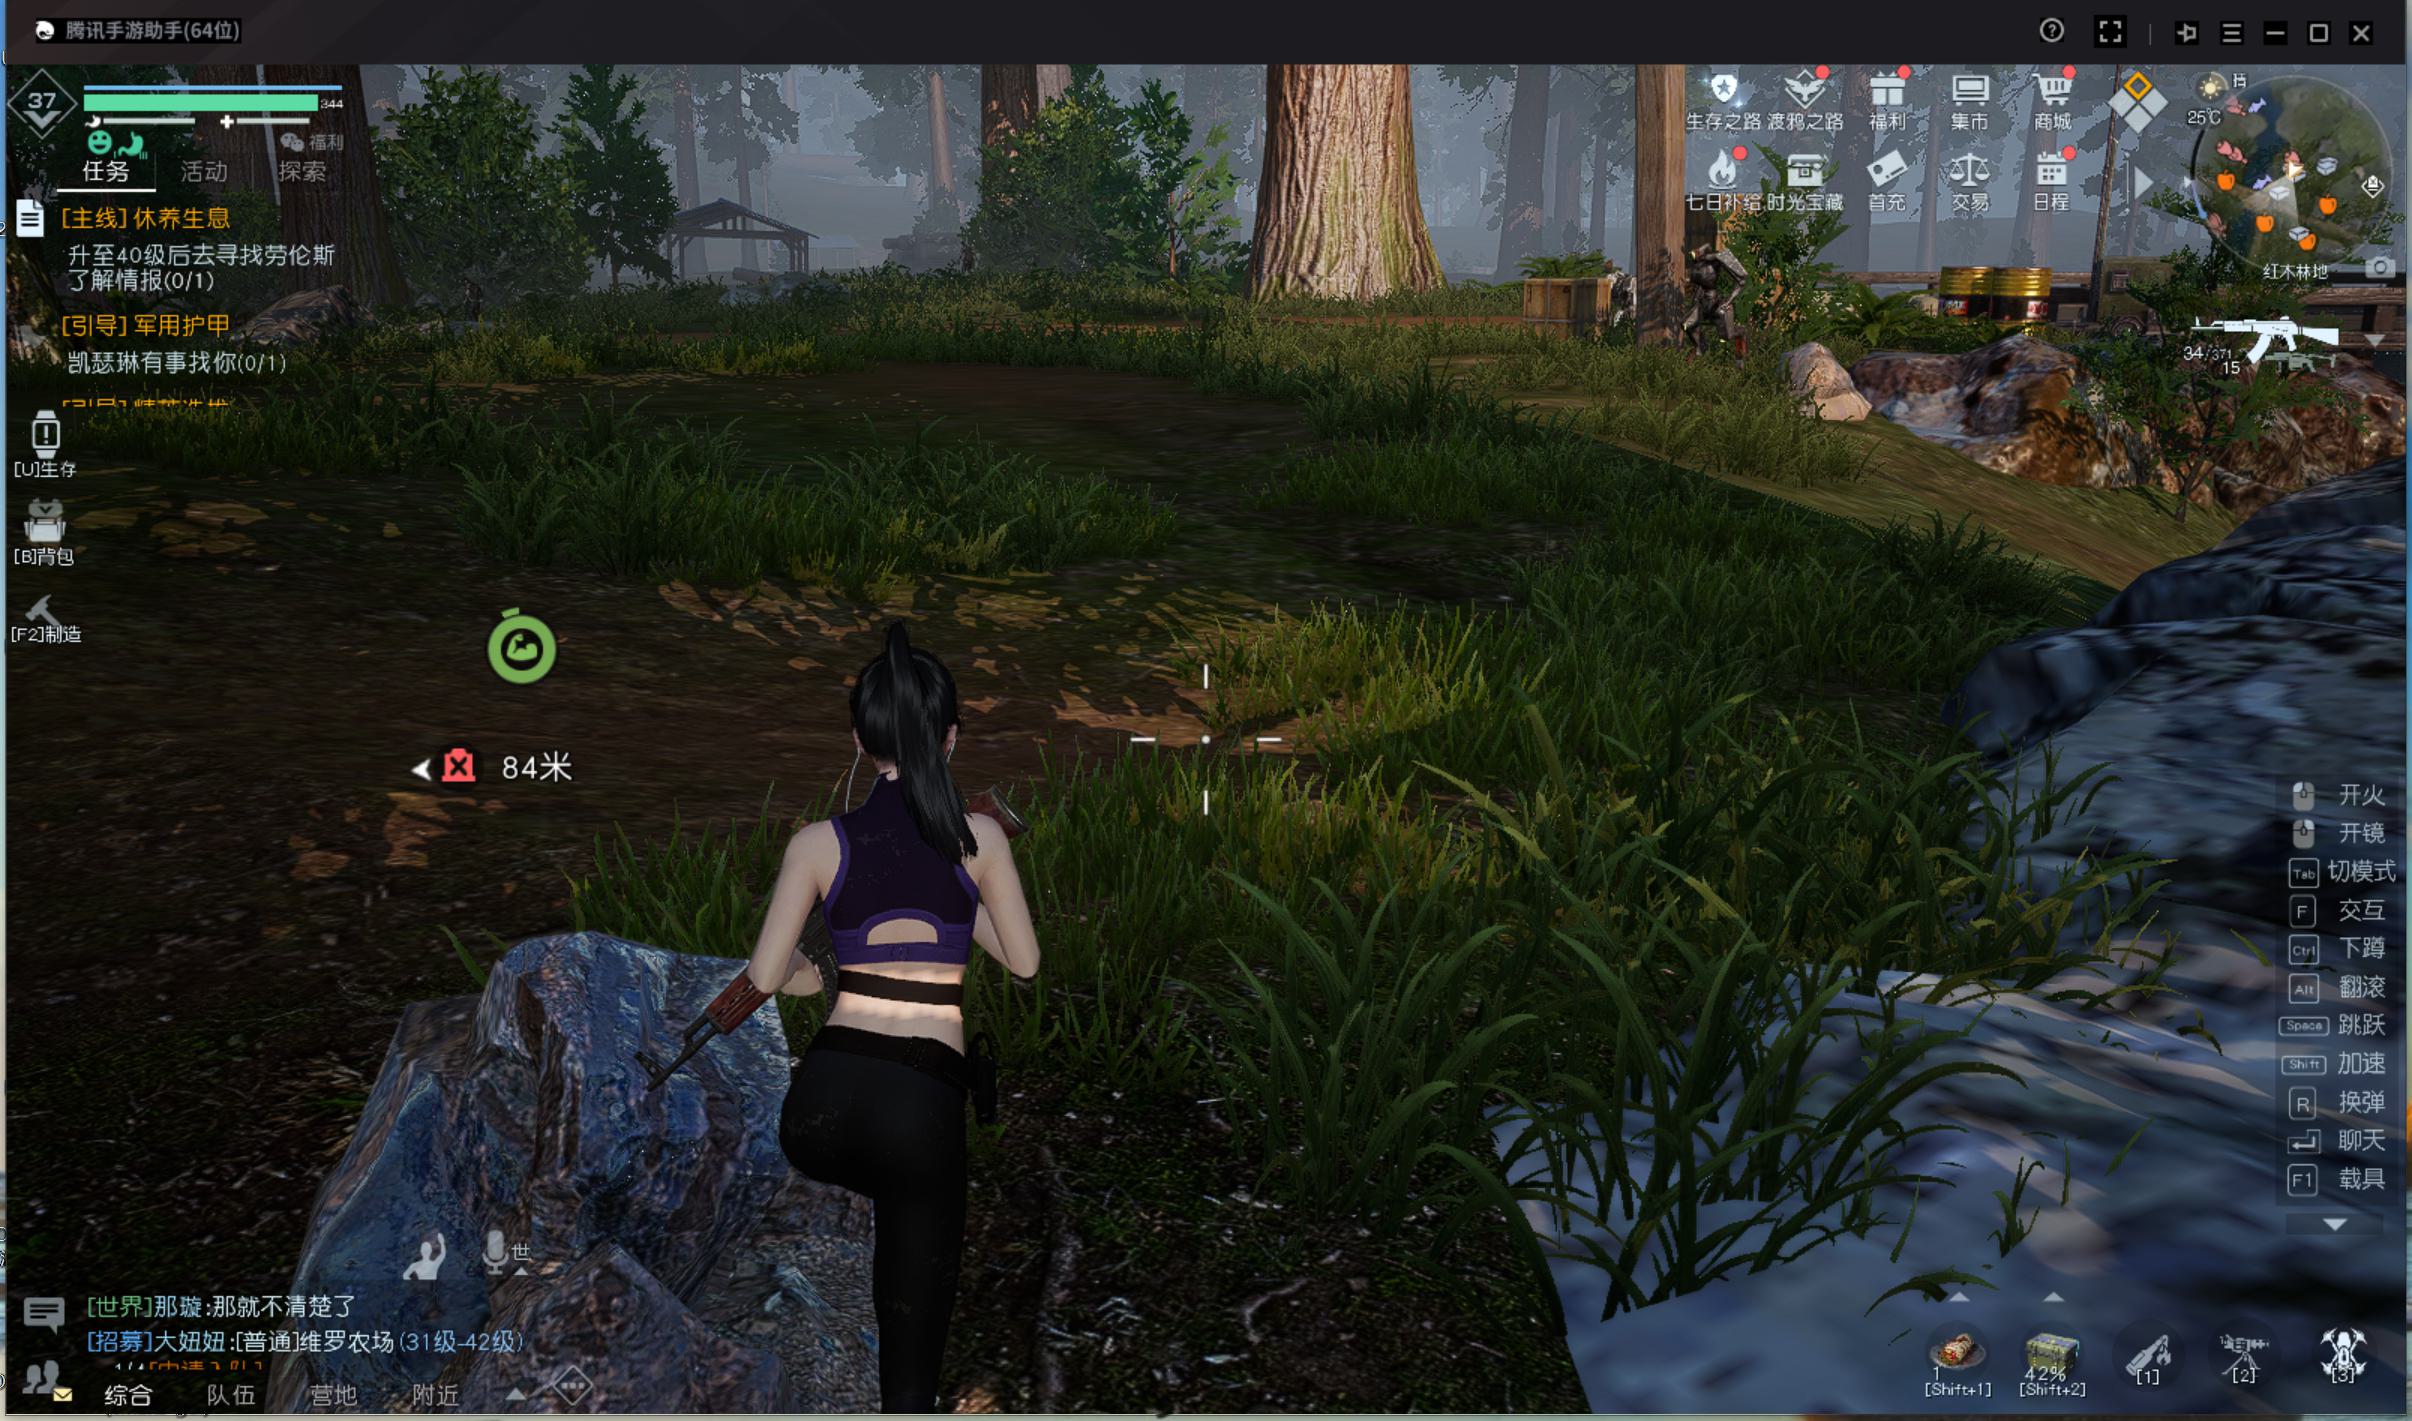 腾讯手游助手(64位)
37
344
福利
任务 活动 探索
[主线] 休养生息
升至40级后去寻找劳伦斯
了解情报(0/1)
[引导] 军用护甲
凯瑟琳有事找你(0/1)
[U]生存
[B]背包
[F2]制造
生存之路 渡鸦之路 福利 集市 商城
七日补给 时光宝藏 首充 交易 日程
25℃
红木林地
34/371
15
84米
开火
开镜
Tab 切模式
F 交互
Ctrl 下蹲
Alt 翻滚
Space 跳跃
Shift 加速
R 换弹
聊天
F1 载具
世
[世界]那璇:那就不清楚了
[招募]大妞妞:[普通]维罗农场(31级-42级)
综合 队伍 营地 附近
1 42%
[Shift+1] [Shift+2] [1] [2] [3]